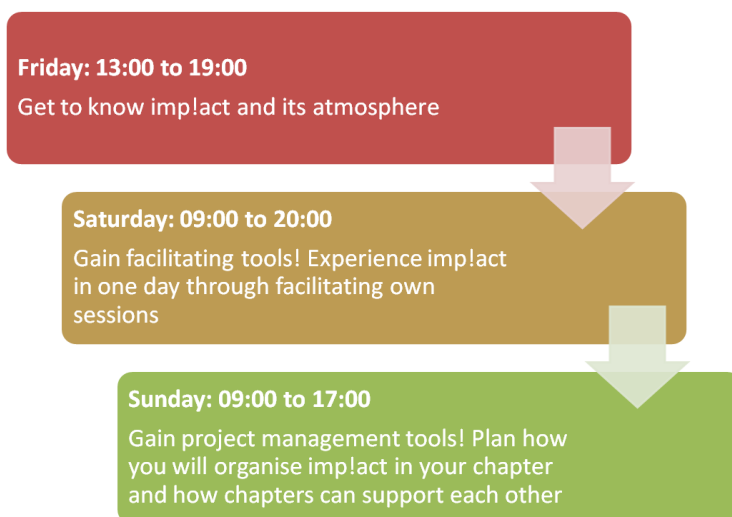 Friday: 13:00 to 19:00
Get to know imp!act and its atmosphere
Saturday: 09:00 to 20:00
Gain facilitating tools! Experience imp!act
in one day through facilitating own
sessions
Sunday: 09:00 to 17:00
Gain project management tools! Plan how
you will organise imp!act in your chapter
and how chapters can support each other